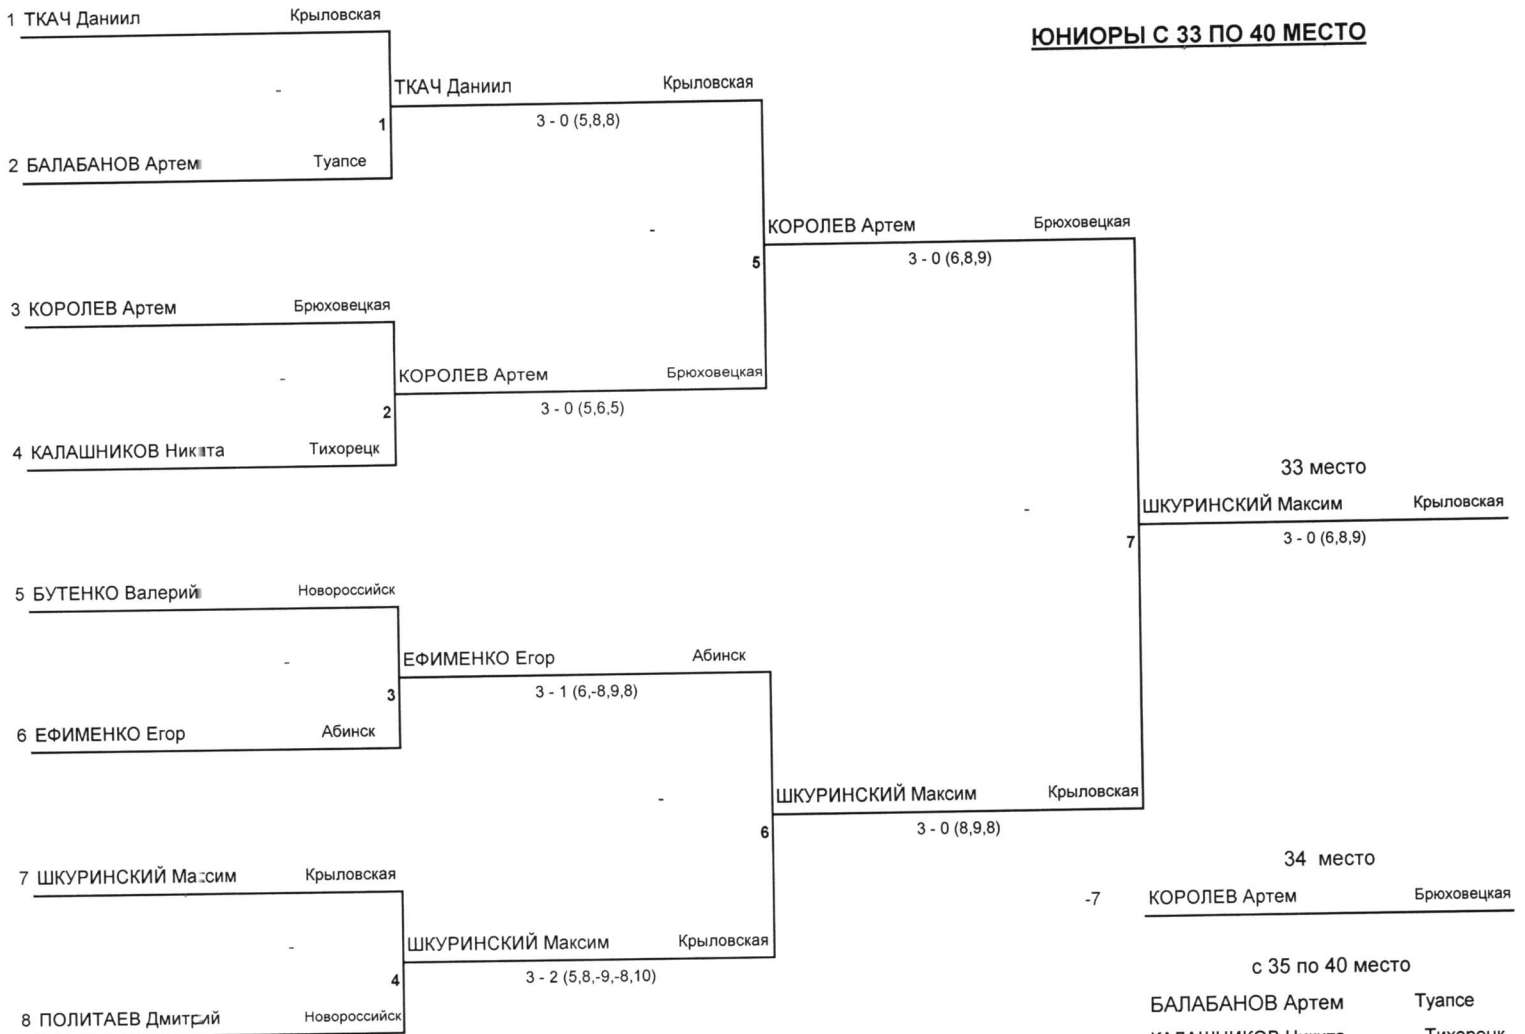 ЮНИОРЫ С 33 ПО 40 МЕСТО
1 ТКАЧ Даниил Крыловская
-
1
ТКАЧ Даниил Крыловская
3 - 0 (5,8,8)
2 БАЛАБАНОВ Артем Туапсе
-
5
КОРОЛЕВ Артем Брюховецкая
3 - 0 (6,8,9)
3 КОРОЛЕВ Артем Брюховецкая
-
2
КОРОЛЕВ Артем Брюховецкая
3 - 0 (5,6,5)
4 КАЛАШНИКОВ Никита Тихорецк
-
7
33 место
ШКУРИНСКИЙ Максим Крыловская
3 - 0 (6,8,9)
5 БУТЕНКО Валерий Новороссийск
-
3
ЕФИМЕНКО Егор Абинск
3 - 1 (6,-8,9,8)
6 ЕФИМЕНКО Егор Абинск
-
6
ШКУРИНСКИЙ Максим Крыловская
3 - 0 (8,9,8)
7 ШКУРИНСКИЙ Максим Крыловская
-
4
ШКУРИНСКИЙ Максим Крыловская
3 - 2 (5,8,-9,-8,10)
8 ПОЛИТАЕВ Дмитрий Новороссийск
34 место
-7 КОРОЛЕВ Артем Брюховецкая
с 35 по 40 место
БАЛАБАНОВ Артем Туапсе
КАЛАШНИКОВ Никита Тихорецк